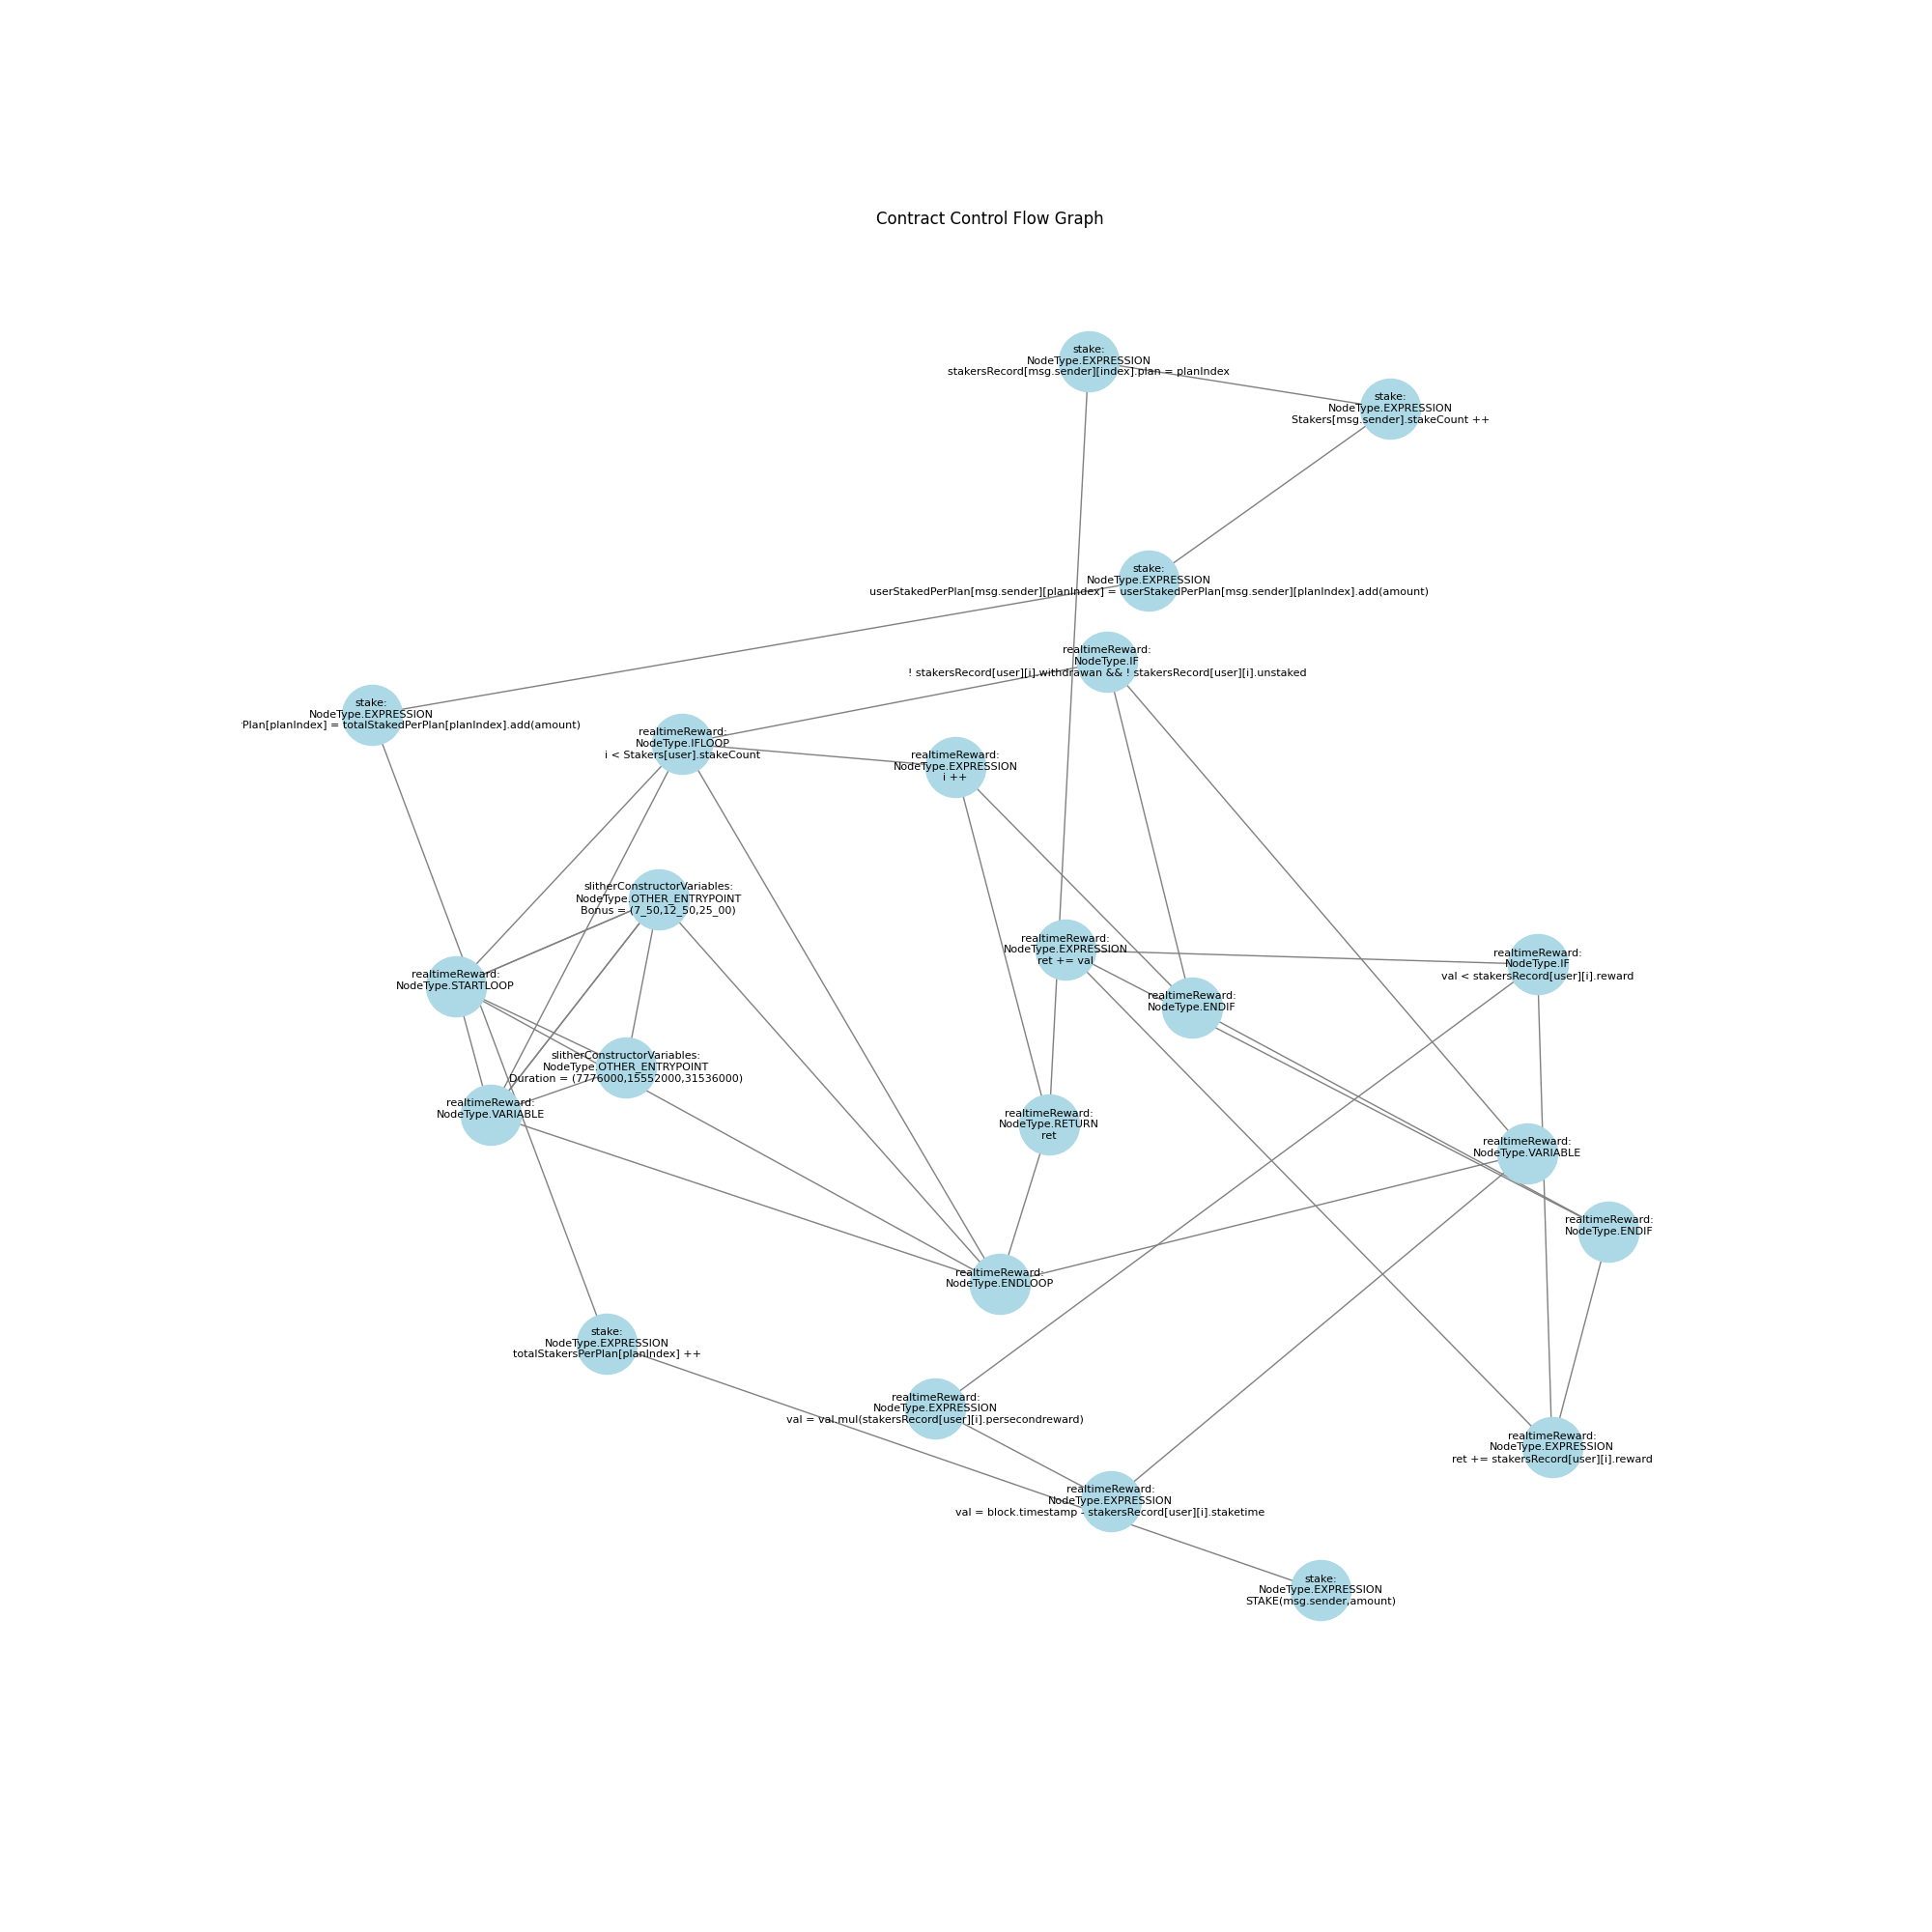 Contract Control Flow Graph
stake:
NodeType.EXPRESSION
stakersRecord[msg.sender][index].plan = planIndex
stake:
NodeType.EXPRESSION
Stakers[msg.sender].stakeCount ++
stake:
NodeType.EXPRESSION
userStakedPerPlan[msg.sender][planIndex] = userStakedPerPlan[msg.sender][planIndex].add(amount)
realtimeReward:
NodeType.IF
! stakersRecord[user][i].withdrawan && ! stakersRecord[user][i].unstaked
stake:
NodeType.EXPRESSION
Plan[planIndex] = totalStakedPerPlan[planIndex].add(amount)
realtimeReward:
NodeType.IFLOOP
i < Stakers[user].stakeCount
realtimeReward:
NodeType.EXPRESSION
i ++
slitherConstructorVariables:
NodeType.OTHER_ENTRYPOINT
Bonus = (7_50,12_50,25_00)
realtimeReward:
NodeType.EXPRESSION
ret += val
realtimeReward:
NodeType.IF
val < stakersRecord[user][i].reward
realtimeReward:
NodeType.STARTLOOP
realtimeReward:
NodeType.ENDIF
slitherConstructorVariables:
NodeType.OTHER_ENTRYPOINT
Duration = (7776000,15552000,31536000)
realtimeReward:
NodeType.VARIABLE
realtimeReward:
NodeType.RETURN
ret
realtimeReward:
NodeType.VARIABLE
realtimeReward:
NodeType.ENDIF
realtimeReward:
NodeType.ENDLOOP
stake:
NodeType.EXPRESSION
totalStakersPerPlan[planIndex] ++
realtimeReward:
NodeType.EXPRESSION
val = val.mul(stakersRecord[user][i].persecondreward)
realtimeReward:
NodeType.EXPRESSION
ret += stakersRecord[user][i].reward
realtimeReward:
NodeType.EXPRESSION
val = block.timestamp - stakersRecord[user][i].staketime
stake:
NodeType.EXPRESSION
STAKE(msg.sender,amount)